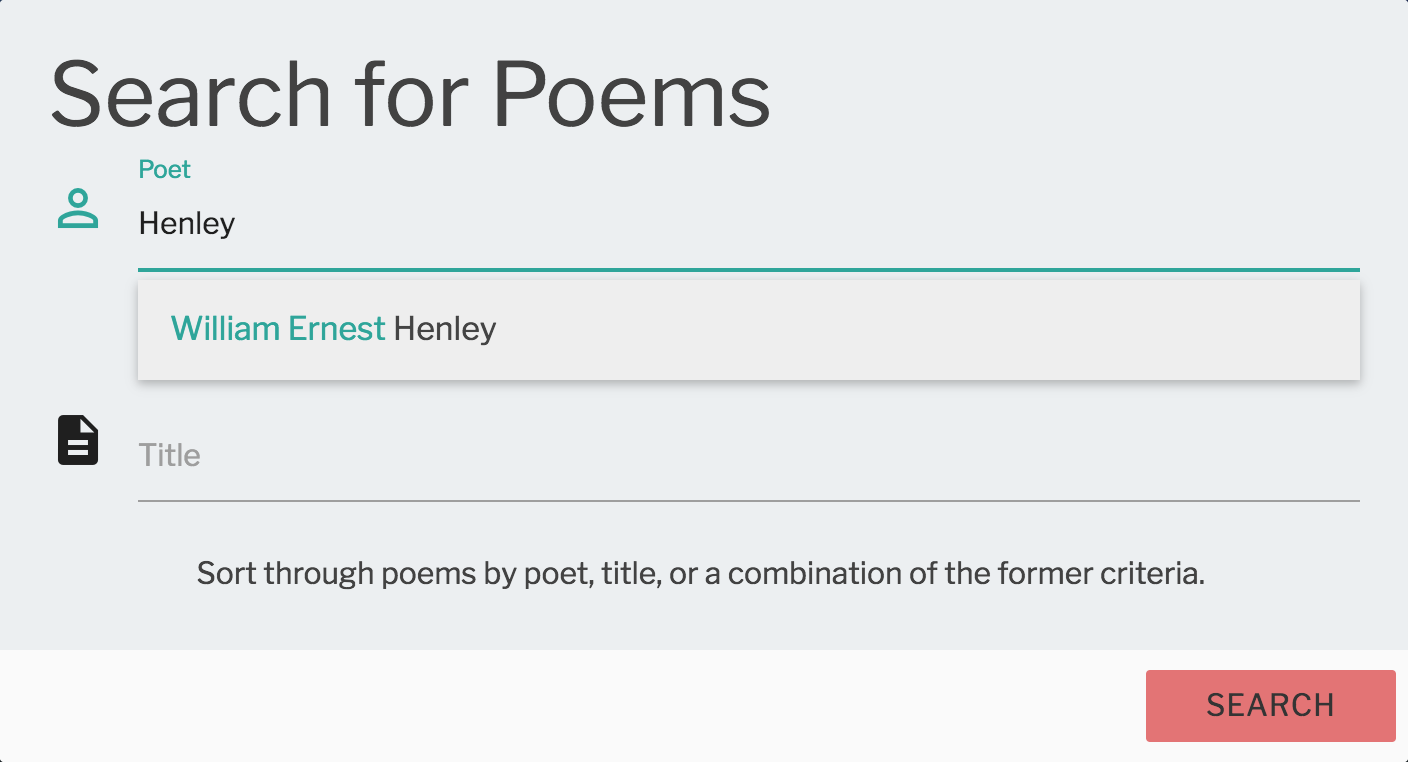 Search for Poems
Poet
Henley
William Ernest Henley
Title
Sort through poems by poet, title, or a combination of the former criteria.
SEARCH